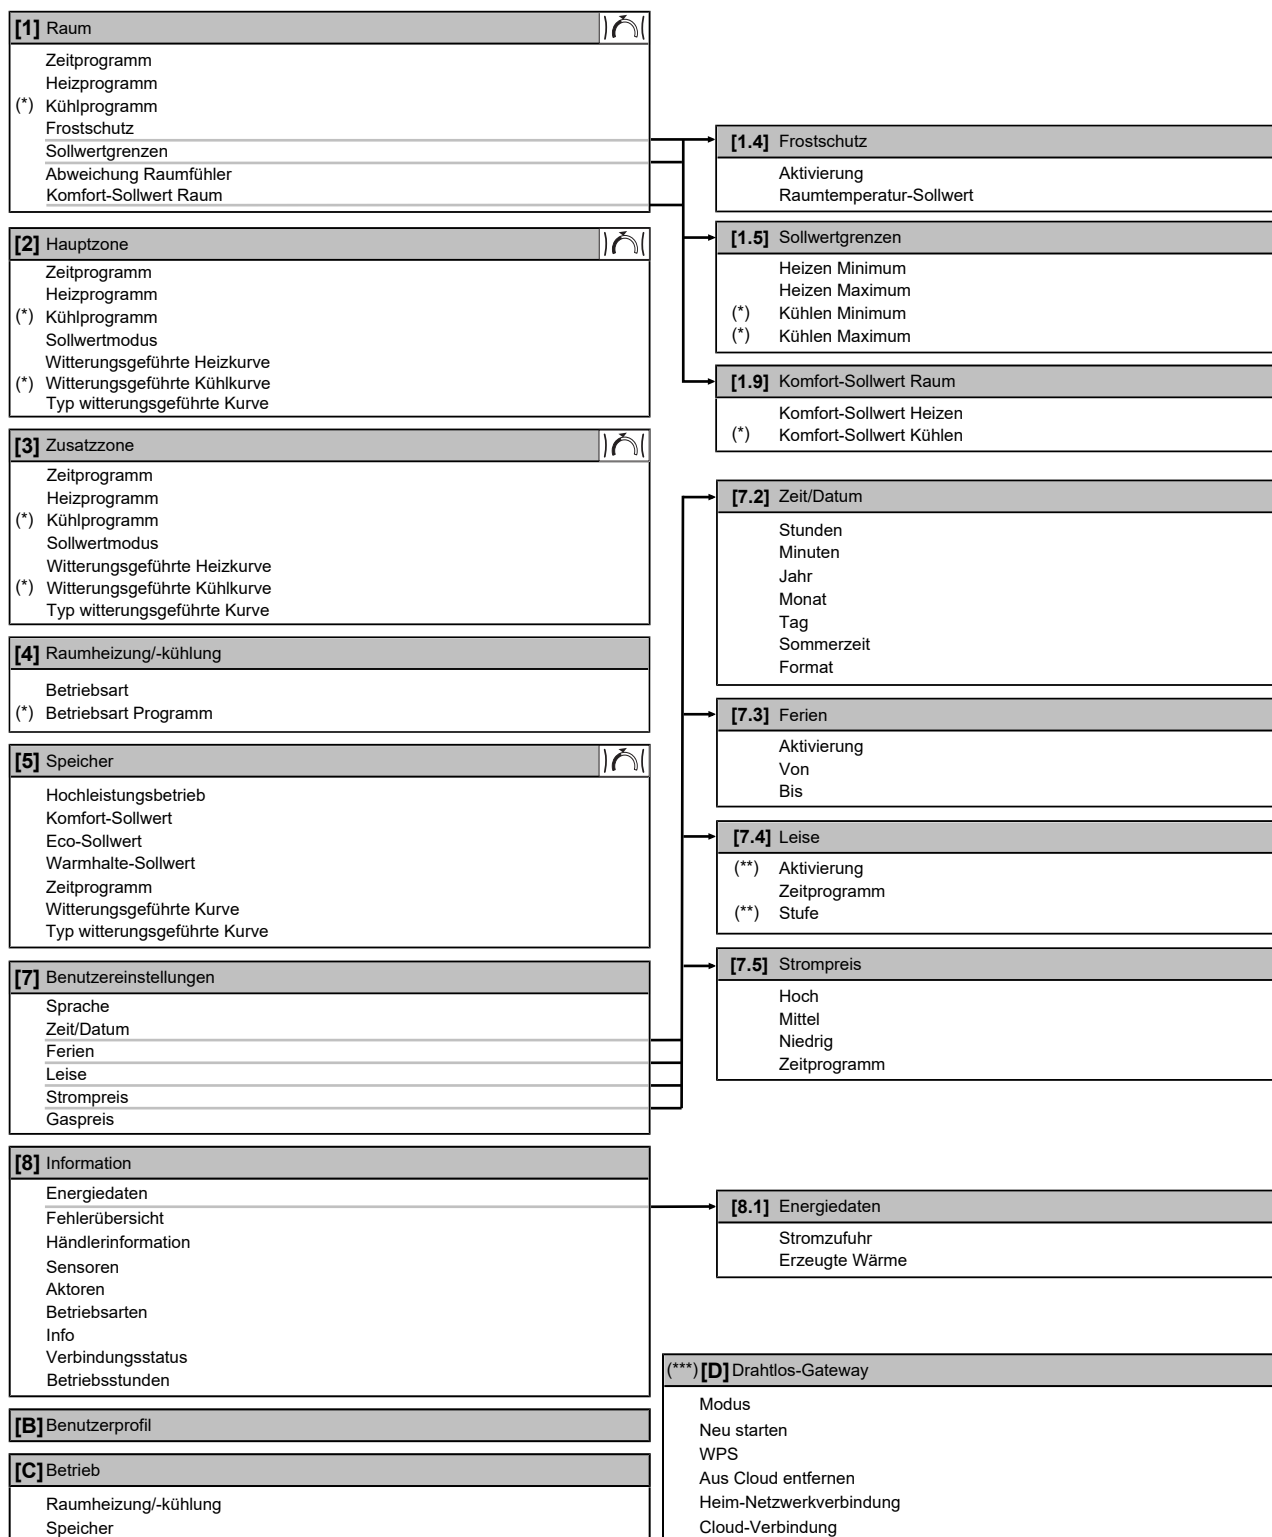 [1] Raum
Zeitprogramm
Heizprogramm
(*) Kühlprogramm
Frostschutz
Sollwertgrenzen
Abweichung Raumfühler
Komfort-Sollwert Raum
[2] Hauptzone
Zeitprogramm
Heizprogramm
(*) Kühlprogramm
Sollwertmodus
Witterungsgeführte Heizkurve
(*) Witterungsgeführte Kühlkurve
Typ witterungsgeführte Kurve
[3] Zusatzzone
Zeitprogramm
Heizprogramm
(*) Kühlprogramm
Sollwertmodus
Witterungsgeführte Heizkurve
(*) Witterungsgeführte Kühlkurve
Typ witterungsgeführte Kurve
[4] Raumheizung/-kühlung
Betriebsart
(*) Betriebsart Programm
[5] Speicher
Hochleistungsbetrieb
Komfort-Sollwert
Eco-Sollwert
Warmhalte-Sollwert
Zeitprogramm
Witterungsgeführte Kurve
Typ witterungsgeführte Kurve
[7] Benutzereinstellungen
Sprache
Zeit/Datum
Ferien
Leise
Strompreis
Gaspreis
[8] Information
Energiedaten
Fehlerübersicht
Händlerinformation
Sensoren
Aktoren
Betriebsarten
Info
Verbindungsstatus
Betriebsstunden
[B] Benutzerprofil
[C] Betrieb
Raumheizung/-kühlung
Speicher
[1.4] Frostschutz
Aktivierung
Raumtemperatur-Sollwert
[1.5] Sollwertgrenzen
Heizen Minimum
Heizen Maximum
(*) Kühlen Minimum
(*) Kühlen Maximum
[1.9] Komfort-Sollwert Raum
Komfort-Sollwert Heizen
(*) Komfort-Sollwert Kühlen
[7.2] Zeit/Datum
Stunden
Minuten
Jahr
Monat
Tag
Sommerzeit
Format
[7.3] Ferien
Aktivierung
Von
Bis
[7.4] Leise
(**) Aktivierung
Zeitprogramm
(**) Stufe
[7.5] Strompreis
Hoch
Mittel
Niedrig
Zeitprogramm
[8.1] Energiedaten
Stromzufuhr
Erzeugte Wärme
(***) [D] Drahtlos-Gateway
Modus
Neu starten
WPS
Aus Cloud entfernen
Heim-Netzwerkverbindung
Cloud-Verbindung